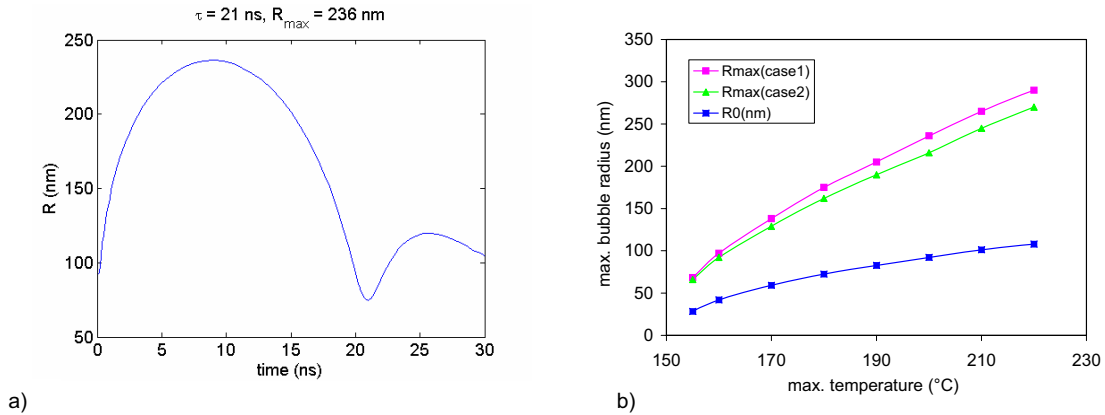 τ = 21 ns, Rmax = 236 nm
250
200
150
100
50
R (nm)
0 5 10 15 20 25 30
time (ns)
a)
350
300
250
200
150
100
50
0
max. bubble radius (nm)
Rmax(case1)
Rmax(case2)
R0(nm)
150 170 190 210 230
max. temperature (°C)
b)